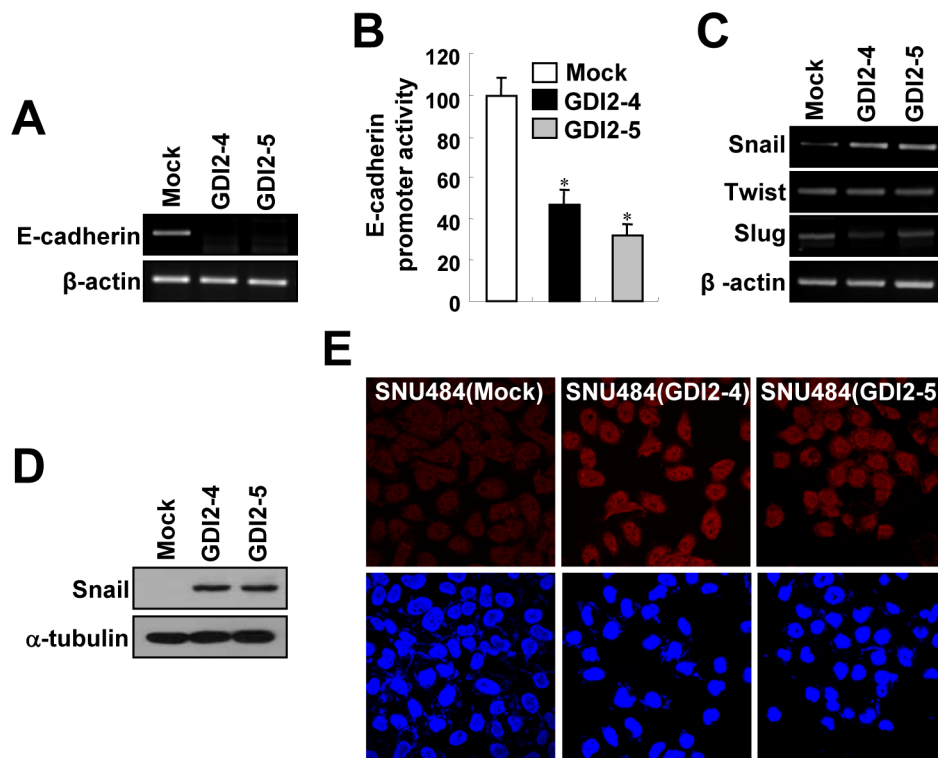 A
Mock
GDI2-4
GDI2-5
E-cadherin
β-actin
B
E-cadherin
promoter activity
120
100
80
60
40
20
0
Mock
GDI2-4
GDI2-5
*
*
C
Mock
GDI2-4
GDI2-5
Snail
Twist
Slug
β -actin
D
Mock
GDI2-4
GDI2-5
Snail
α-tubulin
E
SNU484(Mock)
SNU484(GDI2-4)
SNU484(GDI2-5